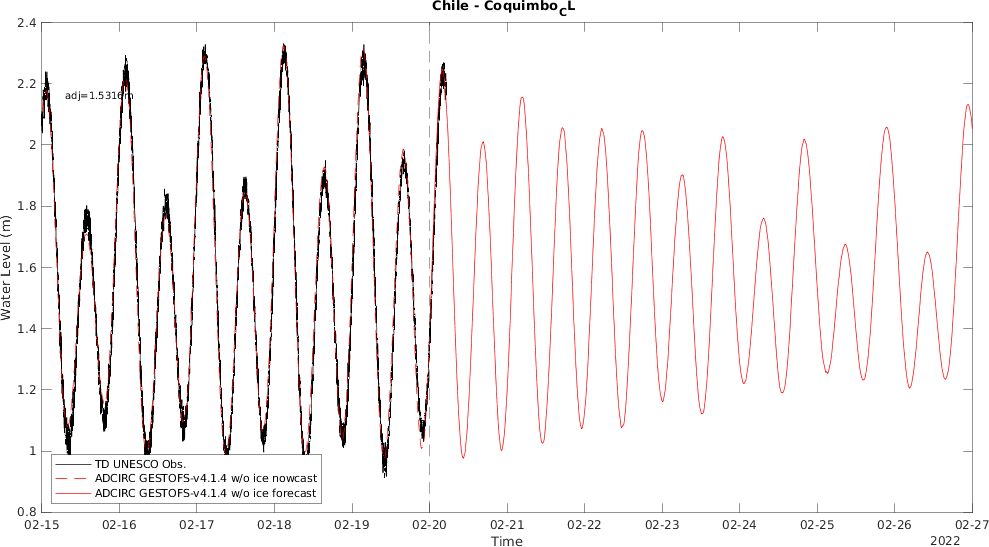 Chile - Coquimbo_CL
2.4
2.2
2
1.8
1.6
1.4
1.2
1
0.8
Water Level (m)
adj=1.5316m
TD UNESCO Obs.
ADCIRC GESTOFS-v4.1.4 w/o ice nowcast
ADCIRC GESTOFS-v4.1.4 w/o ice forecast
02-15 02-16 02-17 02-18 02-19 02-20 02-21 02-22 02-23 02-24 02-25 02-26 02-27
Time
2022